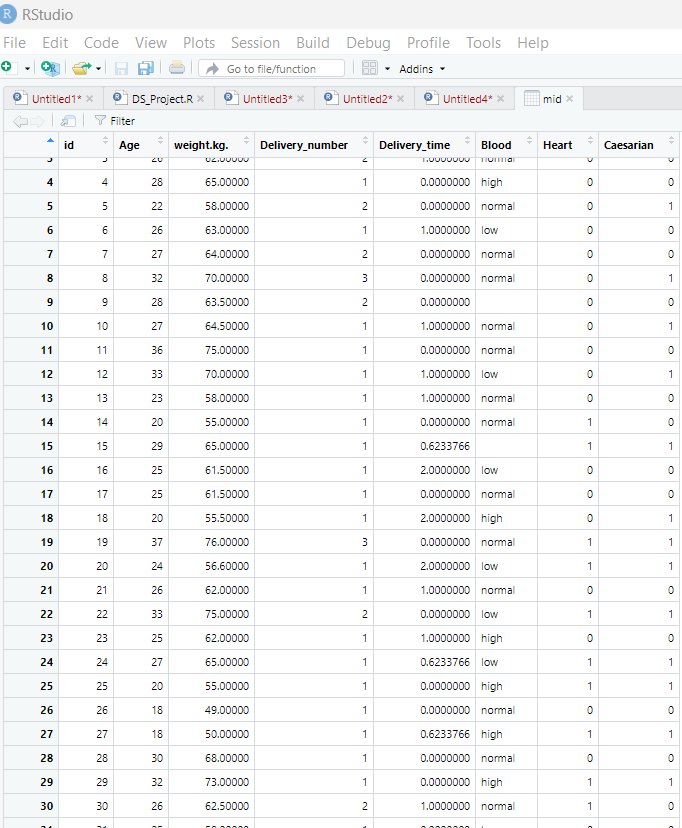 R RStudio
File Edit Code View Plots Session Build Debug Profile Tools Help
Go to file/function Addins
Untitled1* × DS_Project.R × Untitled3* × Untitled2* × Untitled4* × mid ×
Filter
id Age weight.kg. Delivery_number Delivery_time Blood Heart Caesarian
3 3 26 62.00000 2 1.0000000 normal 0 0
4 4 28 65.00000 1 0.0000000 high 0 0
5 5 22 58.00000 2 0.0000000 normal 0 1
6 6 26 63.00000 1 1.0000000 low 0 0
7 7 27 64.00000 2 0.0000000 normal 0 0
8 8 32 70.00000 3 0.0000000 normal 0 1
9 9 28 63.50000 2 0.0000000 0 0
10 10 27 64.50000 1 1.0000000 normal 0 1
11 11 36 75.00000 1 0.0000000 normal 0 0
12 12 33 70.00000 1 1.0000000 low 0 1
13 13 23 58.00000 1 1.0000000 normal 0 0
14 14 20 55.00000 1 0.0000000 normal 1 0
15 15 29 65.00000 1 0.6233766 1 1
16 16 25 61.50000 1 2.0000000 low 0 0
17 17 25 61.50000 1 0.0000000 normal 0 0
18 18 20 55.50000 1 2.0000000 high 0 1
19 19 37 76.00000 3 0.0000000 normal 1 1
20 20 24 56.60000 1 2.0000000 low 1 1
21 21 26 62.00000 1 1.0000000 normal 0 0
22 22 33 75.00000 2 0.0000000 low 1 1
23 23 25 62.00000 1 1.0000000 high 0 0
24 24 27 65.00000 1 0.6233766 low 1 1
25 25 20 55.00000 1 0.0000000 high 1 1
26 26 18 49.00000 1 0.0000000 normal 0 0
27 27 18 50.00000 1 0.6233766 high 1 1
28 28 30 68.00000 1 0.0000000 normal 0 0
29 29 32 73.00000 1 0.0000000 high 1 1
30 30 26 62.50000 2 1.0000000 normal 1 0